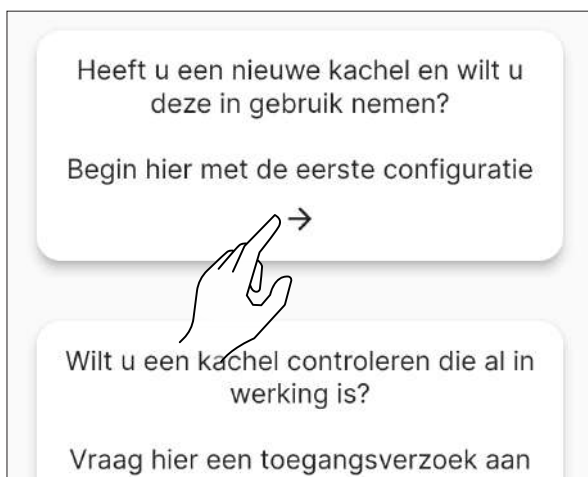 Heeft u een nieuwe kachel en wilt u
deze in gebruik nemen?
Begin hier met de eerste configuratie
→
Wilt u een kachel controleren die al in
werking is?
Vraag hier een toegangsverzoek aan